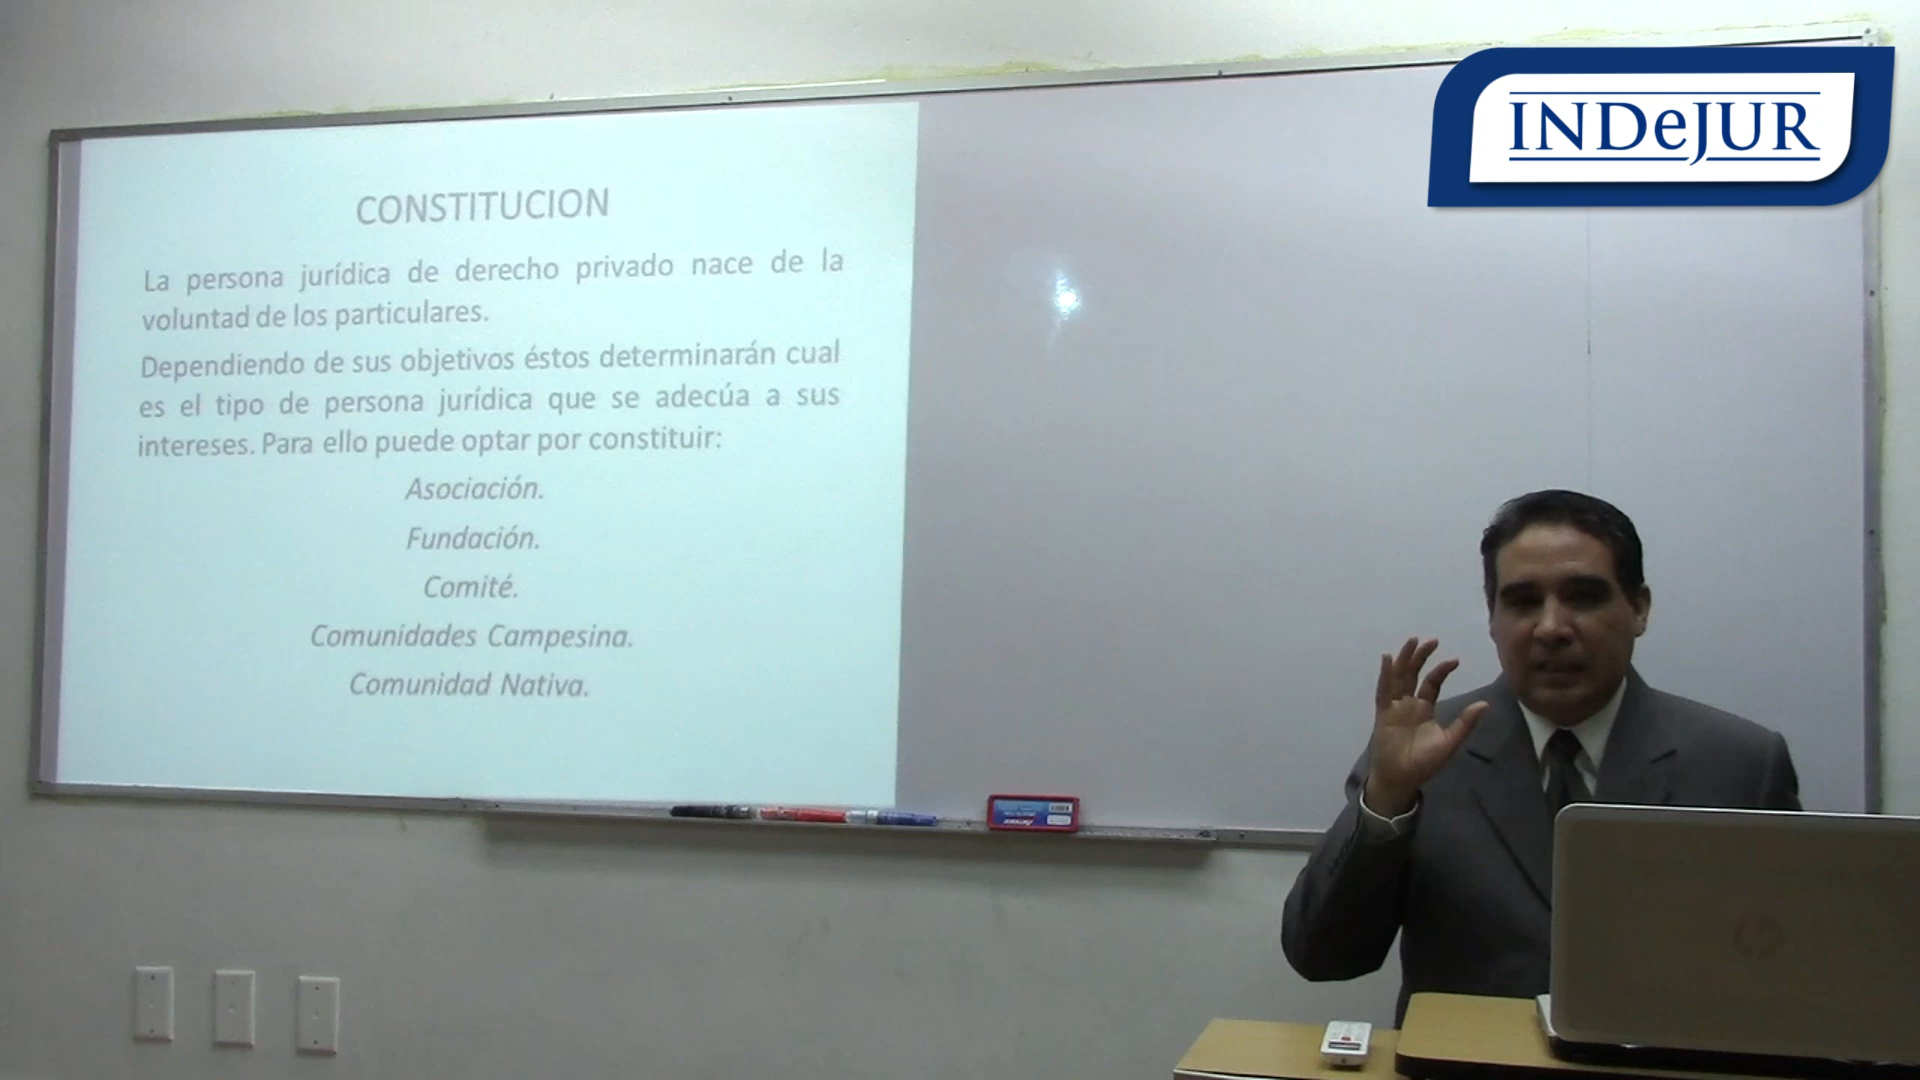 INDeJUR
CONSTITUCION
La persona jurídica de derecho privado nace de la
voluntad de los particulares.
Dependiendo de sus objetivos éstos determinarán cual
es el tipo de persona jurídica que se adecúa a sus
intereses. Para ello puede optar por constituir:
Asociación.
Fundación.
Comité.
Comunidades Campesina.
Comunidad Nativa.